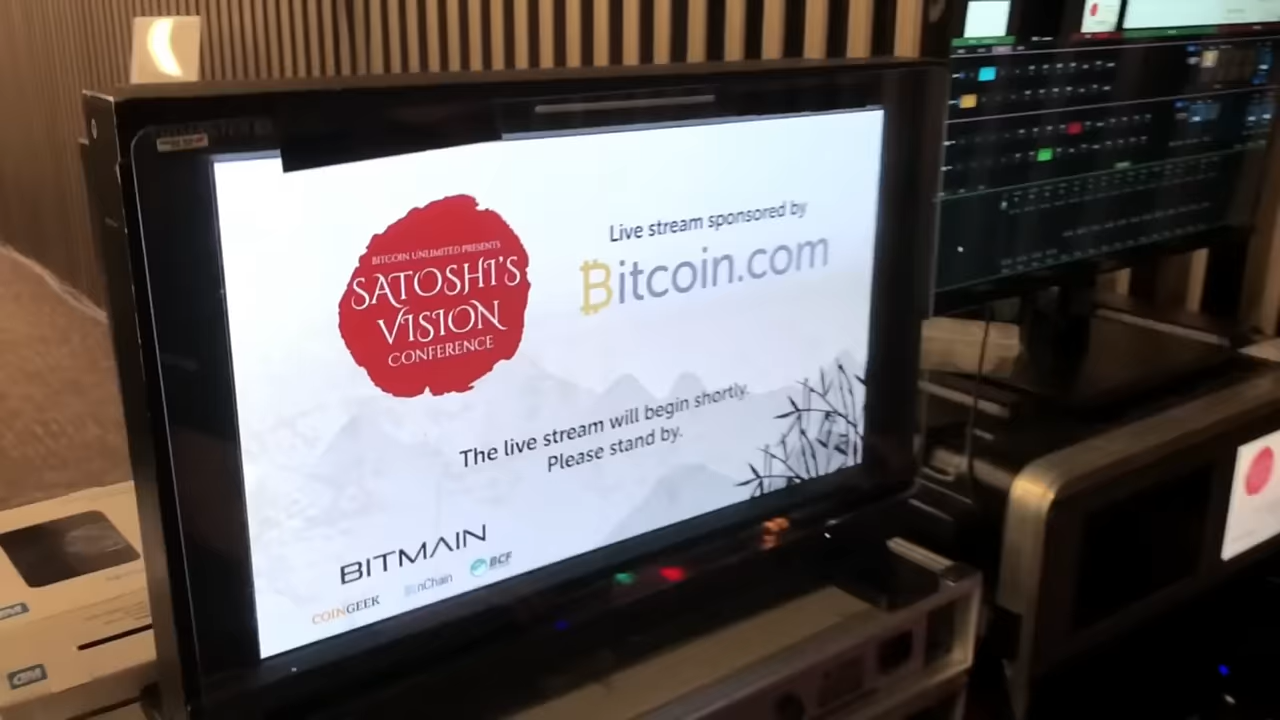 BITCOIN UNLIMITED PRESENTS
SATOSHI'S
VISION
CONFERENCE
Live stream sponsored by
Bitcoin.com
The live stream will begin shortly.
Please stand by.
BITMAIN
COINGEEK
nChain
BCF